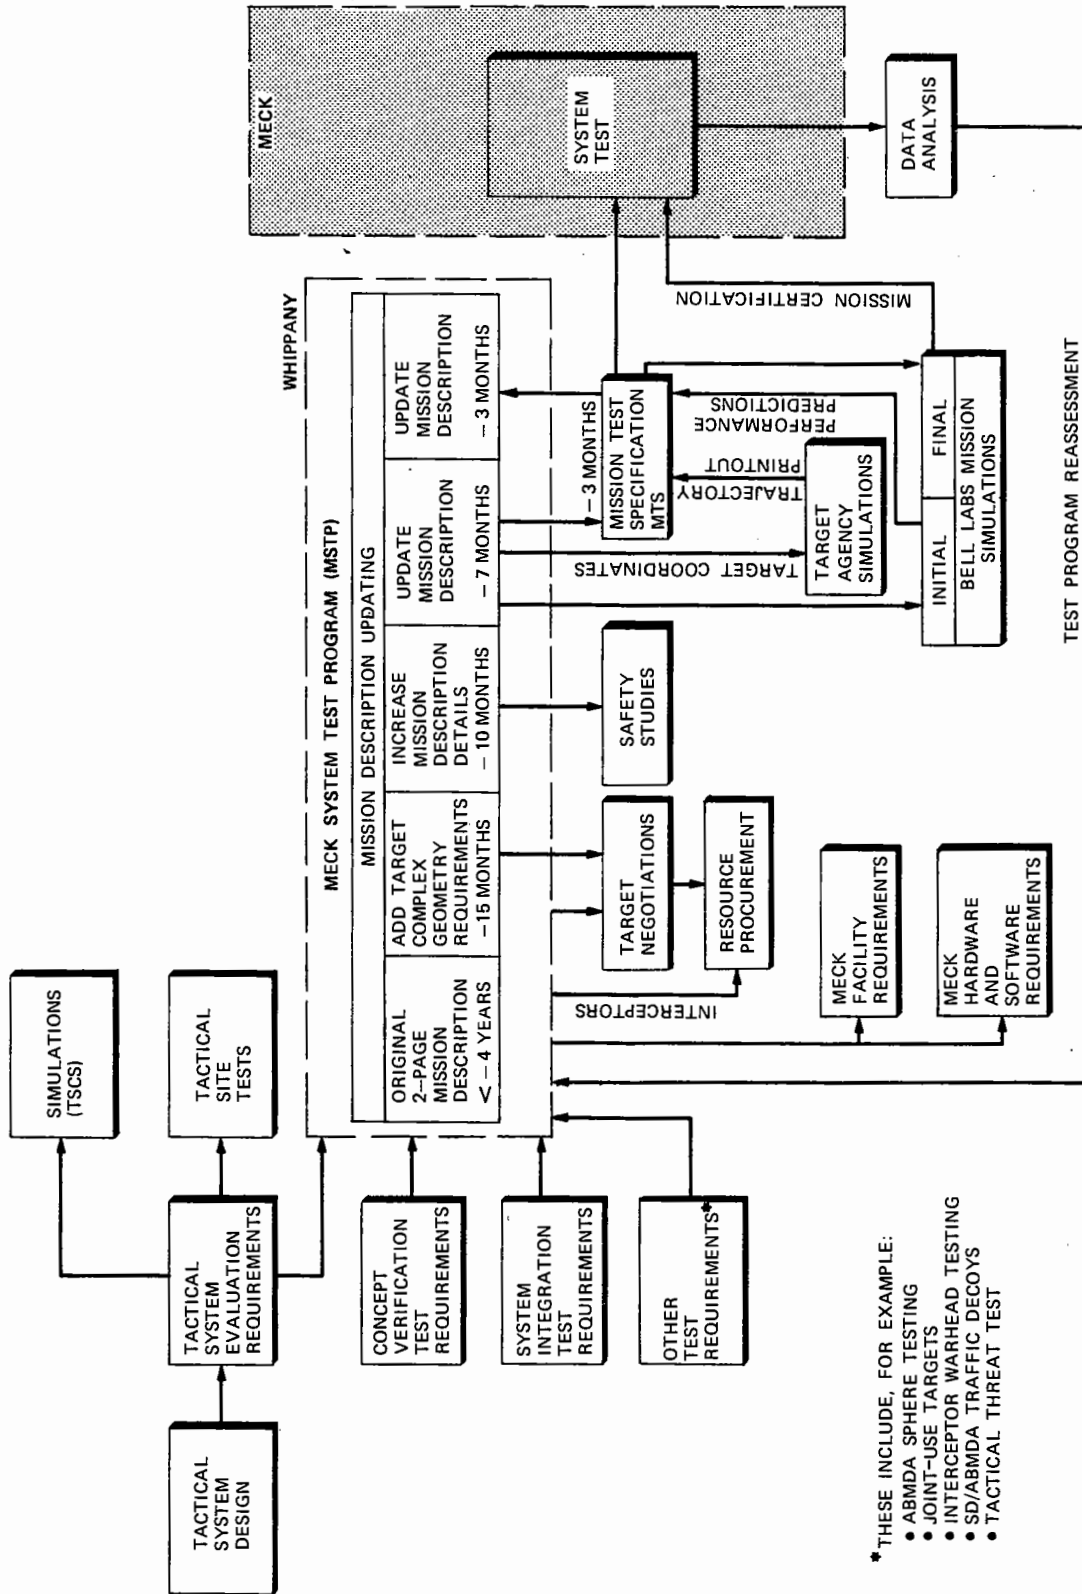 TACTICAL
SYSTEM
DESIGN
TACTICAL
SYSTEM
EVALUATION
REQUIREMENTS
SIMULATIONS
(TSCS)
TACTICAL
SITE
TESTS
CONCEPT
VERIFICATION
TEST
REQUIREMENTS
SYSTEM
INTEGRATION
TEST
REQUIREMENTS
OTHER
TEST
REQUIREMENTS*
*THESE INCLUDE, FOR EXAMPLE:
• ABMDA SPHERE TESTING
• JOINT-USE TARGETS
• INTERCEPTOR WARHEAD TESTING
• SD/ABMDA TRAFFIC DECOYS
• TACTICAL THREAT TEST
WHIPPANY
MECK SYSTEM TEST PROGRAM (MSTP)
MISSION DESCRIPTION UPDATING
ORIGINAL
2-PAGE
MISSION
DESCRIPTION
< - 4 YEARS
ADD TARGET
COMPLEX
GEOMETRY
REQUIREMENTS
-15 MONTHS
INCREASE
MISSION
DESCRIPTION
DETAILS
- 10 MONTHS
UPDATE
MISSION
DESCRIPTION
- 7 MONTHS
UPDATE
MISSION
DESCRIPTION
- 3 MONTHS
INTERCEPTORS
TARGET
NEGOTIATIONS
RESOURCE
PROCUREMENT
SAFETY
STUDIES
MECK
FACILITY
REQUIREMENTS
MECK
HARDWARE
AND
SOFTWARE
REQUIREMENTS
TARGET COORDINATES
TARGET
AGENCY
SIMULATIONS
TRAJECTORY
PRINTOUT
- 3 MONTHS
MISSION TEST
SPECIFICATION
MTS
PERFORMANCE
PREDICTIONS
INITIAL
FINAL
BELL LABS MISSION
SIMULATIONS
MISSION CERTIFICATION
MECK
SYSTEM
TEST
DATA
ANALYSIS
TEST PROGRAM REASSESSMENT